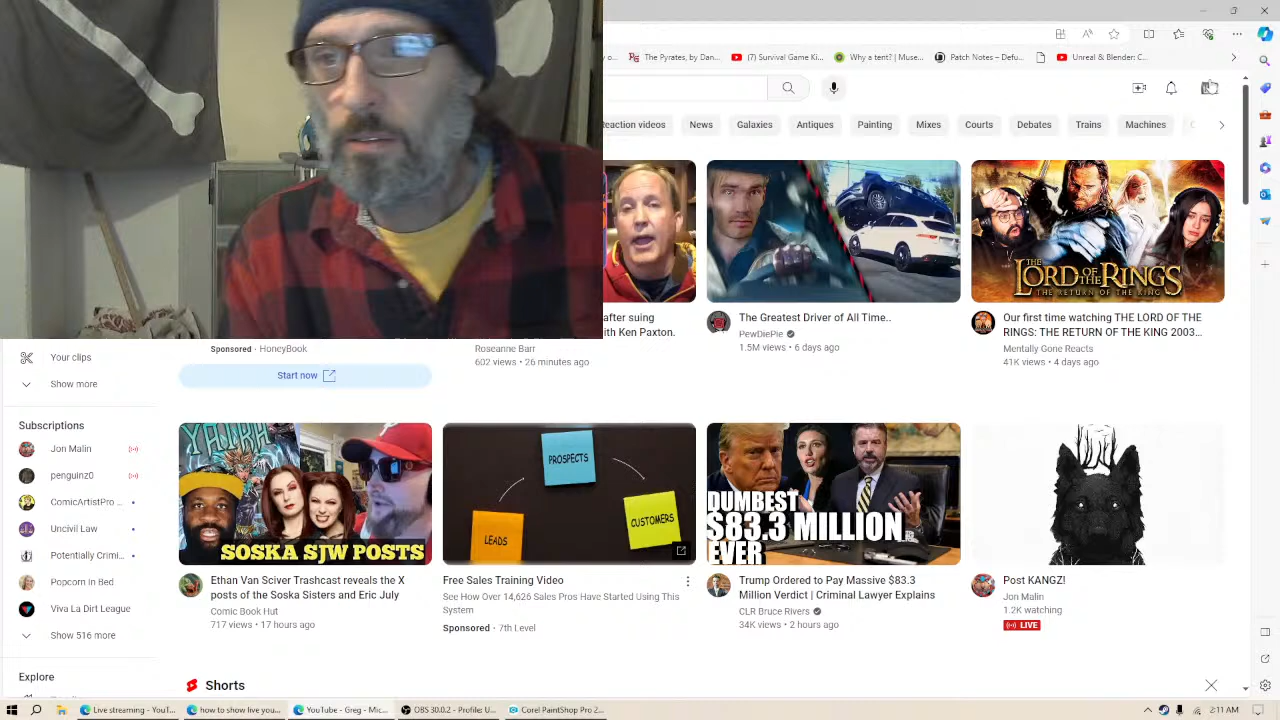 y o...
The Pyrates, by Dan...
(7) Survival Game Ki...
Why a tent? | Muse...
Patch Notes – Defu...
Unreal & Blender: C...
Reaction videos
News
Galaxies
Antiques
Painting
Mixes
Courts
Debates
Trains
Machines
THE LORD OF THE RINGS
THE RETURN OF THE KING
after suing
ith Ken Paxton.
Roseanne Barr
602 views • 26 minutes ago
The Greatest Driver of All Time..
PewDiePie
1.5M views • 6 days ago
Our first time watching THE LORD OF THE
RINGS: THE RETURN OF THE KING 2003...
Mentally Gone Reacts
41K views • 4 days ago
Sponsored · HoneyBook
Start now
Your clips
Show more
Subscriptions
Jon Malin
penguinz0
ComicArtistPro ...
Uncivil Law
Potentially Crimi...
Popcorn In Bed
Viva La Dirt League
Show 516 more
Explore
YAIRA
SOSKA SJW POSTS
Ethan Van Sciver Trashcast reveals the X
posts of the Soska Sisters and Eric July
Comic Book Hut
717 views • 17 hours ago
PROSPECTS
LEADS
CUSTOMERS
Free Sales Training Video
See How Over 14,626 Sales Pros Have Started Using This
System
Sponsored · 7th Level
DUMBEST
$83.3 MILLION
EVER
Trump Ordered to Pay Massive $83.3
Million Verdict | Criminal Lawyer Explains
CLR Bruce Rivers
34K views • 2 hours ago
Post KANGZ!
Jon Malin
1.2K watching
LIVE
Shorts
Live streaming - YouT...
how to show live you...
YouTube - Greg - Mic...
OBS 30.0.2 - Profile: U...
Corel PaintShop Pro 2...
2:11 AM